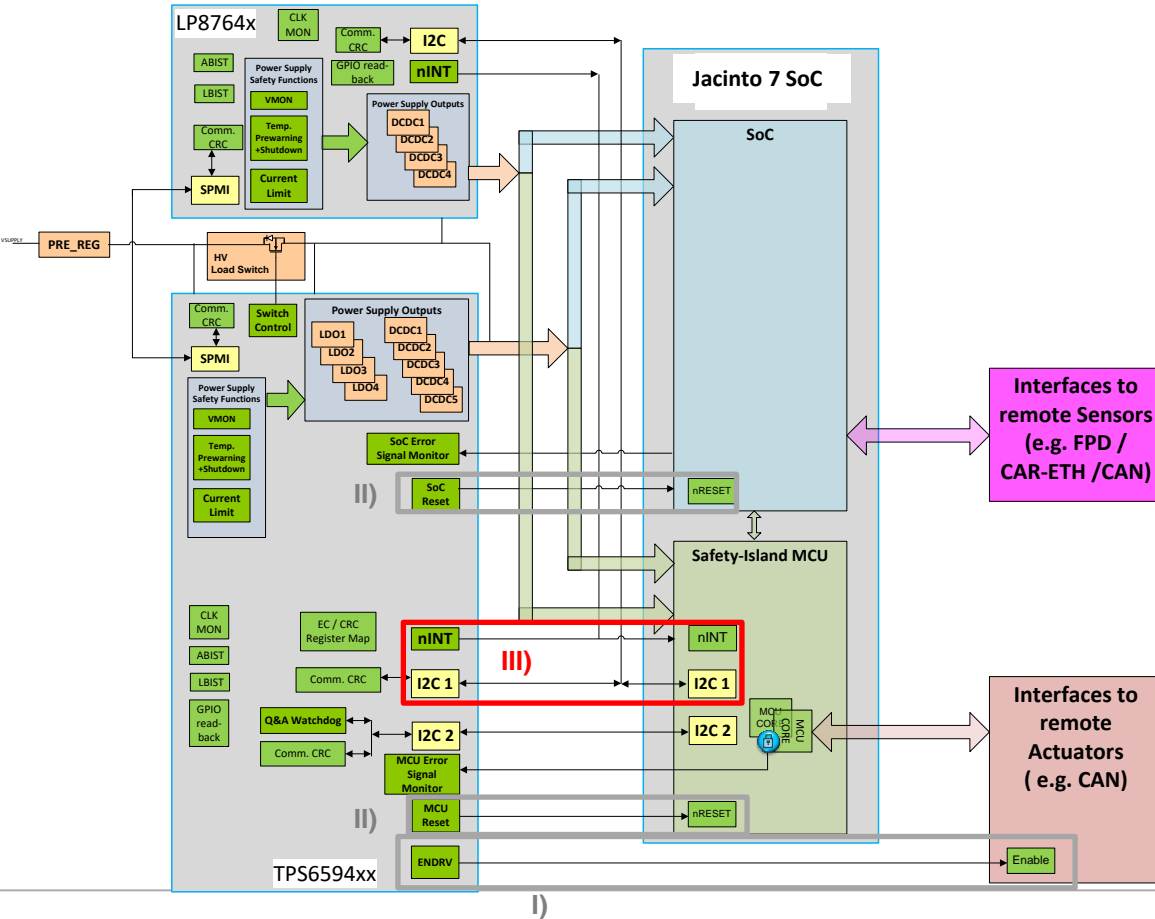 LP8764x
CLK
MON
Comm.
CRC
I2C
ABIST
LBIST
Power Supply
Safety Functions
VMON
Temp.
Prewarning
+Shutdown
Current
Limit
GPIO read-
back
nINT
Power Supply Outputs
DCDC1
DCDC2
DCDC3
DCDC4
Comm.
CRC
SPMI
Jacinto 7 SoC
SoC
VSUPPLY
PRE_REG
HV
Load Switch
Comm.
CRC
Switch
Control
SPMI
Power Supply Outputs
LDO1
LDO2
LDO3
LDO4
DCDC1
DCDC2
DCDC3
DCDC4
DCDC5
Power Supply
Safety Functions
VMON
Temp.
Prewarning
+Shutdown
Current
Limit
SoC Error
Signal Monitor
II)
SoC
Reset
nRESET
Interfaces to
remote Sensors
(e.g. FPD /
CAR-ETH /CAN)
Safety-Island MCU
CLK
MON
ABIST
LBIST
GPIO
read-
back
EC / CRC
Register Map
nINT
III)
nINT
Comm. CRC
I2C 1
I2C 1
Q&A Watchdog
Comm. CRC
I2C 2
I2C 2
MCU
CORE
MCU
CORE
MCU Error
Signal
Monitor
II)
MCU
Reset
nRESET
Interfaces to
remote
Actuators
( e.g. CAN)
TPS6594xx
ENDRV
Enable
I)